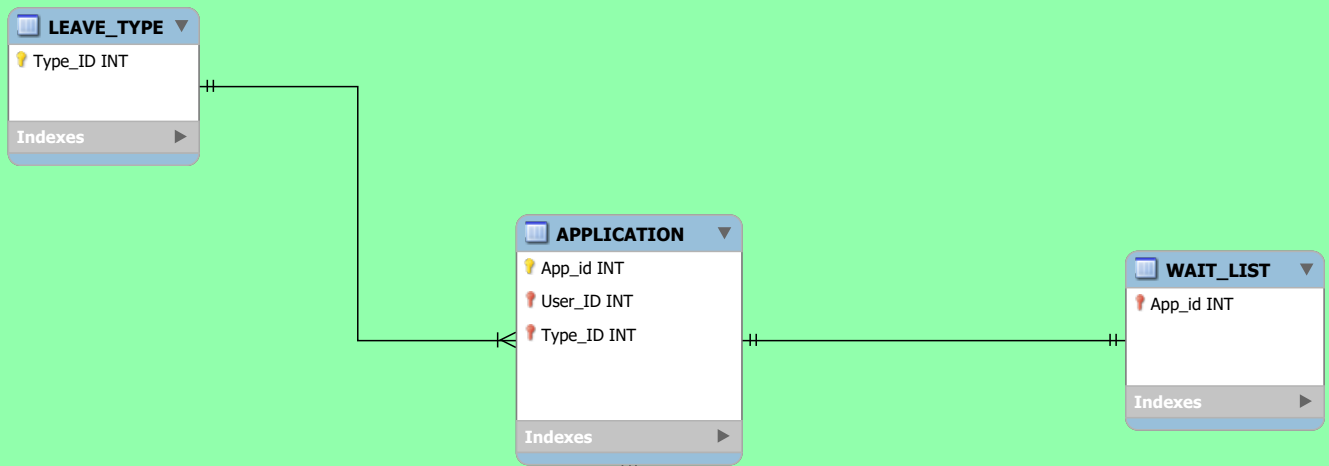 LEAVE_TYPE
Type_ID INT
Indexes
APPLICATION
App_id INT
User_ID INT
Type_ID INT
Indexes
WAIT_LIST
App_id INT
Indexes